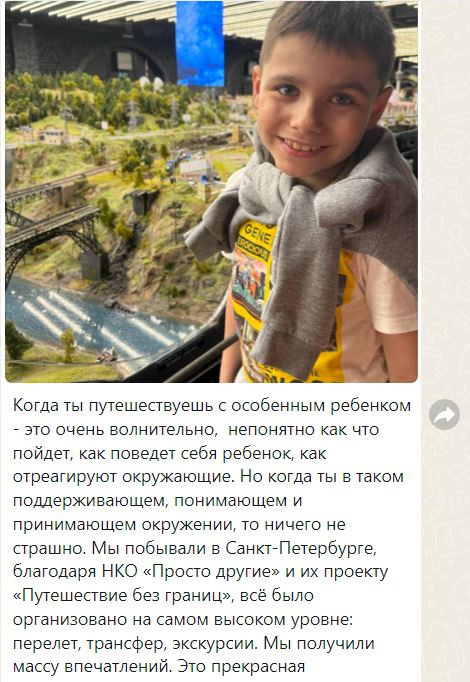 GENE
Когда ты путешествуешь с особенным ребенком
- это очень волнительно,  непонятно как что
пойдет, как поведет себя ребенок, как
отреагируют окружающие. Но когда ты в таком
поддерживающем, понимающем и
принимающем окружении, то ничего не
страшно. Мы побывали в Санкт-Петербурге,
благодаря НКО «Просто другие» и их проекту
«Путешествие без границ», всё было
организовано на самом высоком уровне:
перелет, трансфер, экскурсии. Мы получили
массу впечатлений. Это прекрасная